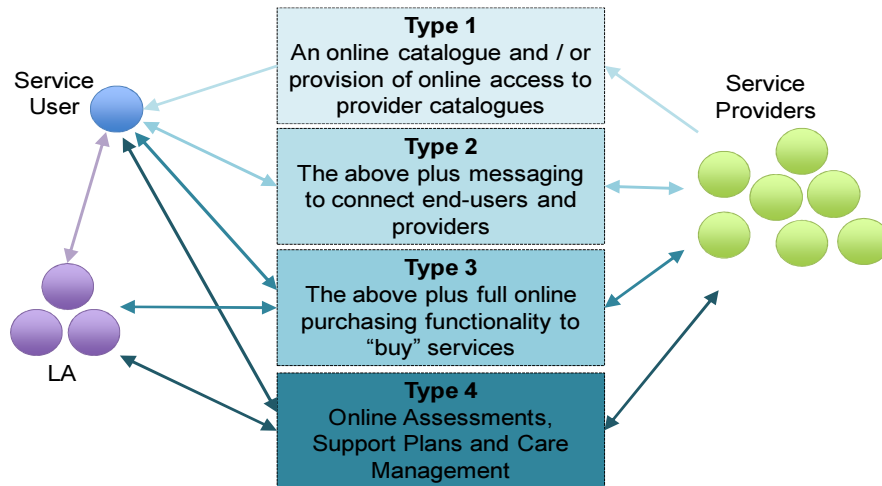 Service
User
Type 1
An online catalogue and / or
provision of online access to
provider catalogues
Service
Providers
Type 2
The above plus messaging
to connect end-users and
providers
Type 3
The above plus full online
purchasing functionality to
“buy” services
LA
Type 4
Online Assessments,
Support Plans and Care
Management